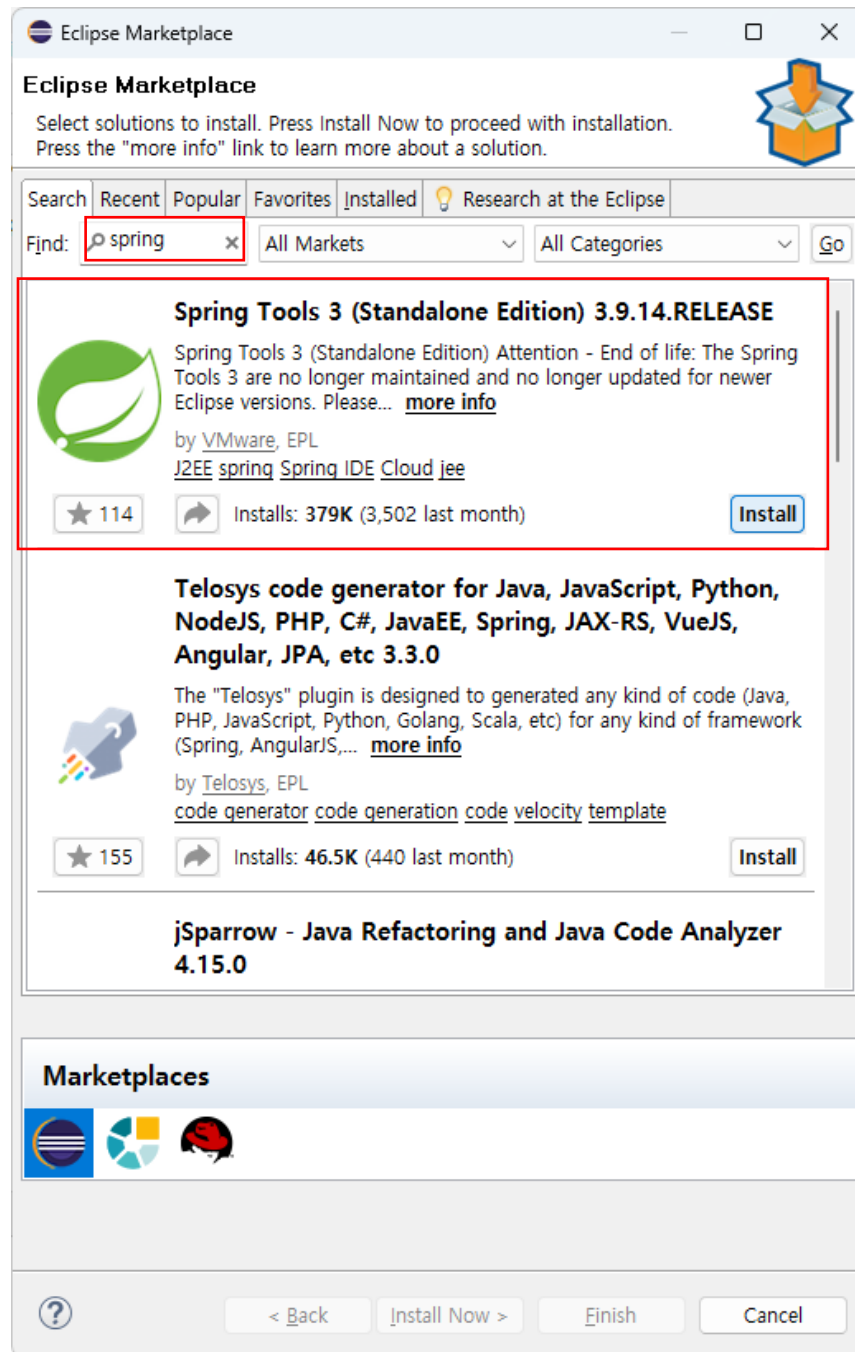 Eclipse Marketplace
Eclipse Marketplace
Select solutions to install. Press Install Now to proceed with installation.
Press the "more info" link to learn more about a solution.
Search Recent Popular Favorites Installed Research at the Eclipse
Find: spring All Markets All Categories Go
Spring Tools 3 (Standalone Edition) 3.9.14.RELEASE
Spring Tools 3 (Standalone Edition) Attention - End of life: The Spring
Tools 3 are no longer maintained and no longer updated for newer
Eclipse versions. Please... more info
by VMware, EPL
J2EE spring Spring IDE Cloud jee
114 Installs: 379K (3,502 last month) Install
Telosys code generator for Java, JavaScript, Python,
NodeJS, PHP, C#, JavaEE, Spring, JAX-RS, VueJS,
Angular, JPA, etc 3.3.0
The "Telosys" plugin is designed to generated any kind of code (Java,
PHP, JavaScript, Python, Golang, Scala, etc) for any kind of framework
(Spring, AngularJS,... more info
by Telosys, EPL
code generator code generation code velocity template
155 Installs: 46.5K (440 last month) Install
jSparrow - Java Refactoring and Java Code Analyzer
4.15.0
Marketplaces
? < Back Install Now > Finish Cancel